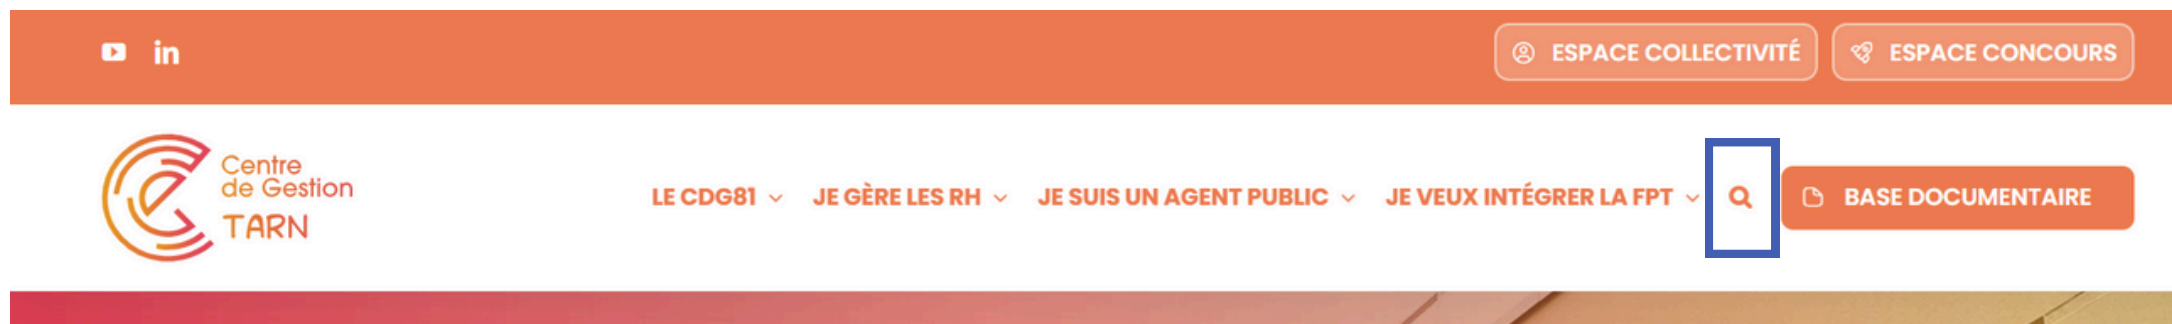 in
ESPACE COLLECTIVITÉ
ESPACE CONCOURS
Centre
de Gestion
TARN
LE CDG81
JE GÈRE LES RH
JE SUIS UN AGENT PUBLIC
JE VEUX INTÉGRER LA FPT
BASE DOCUMENTAIRE